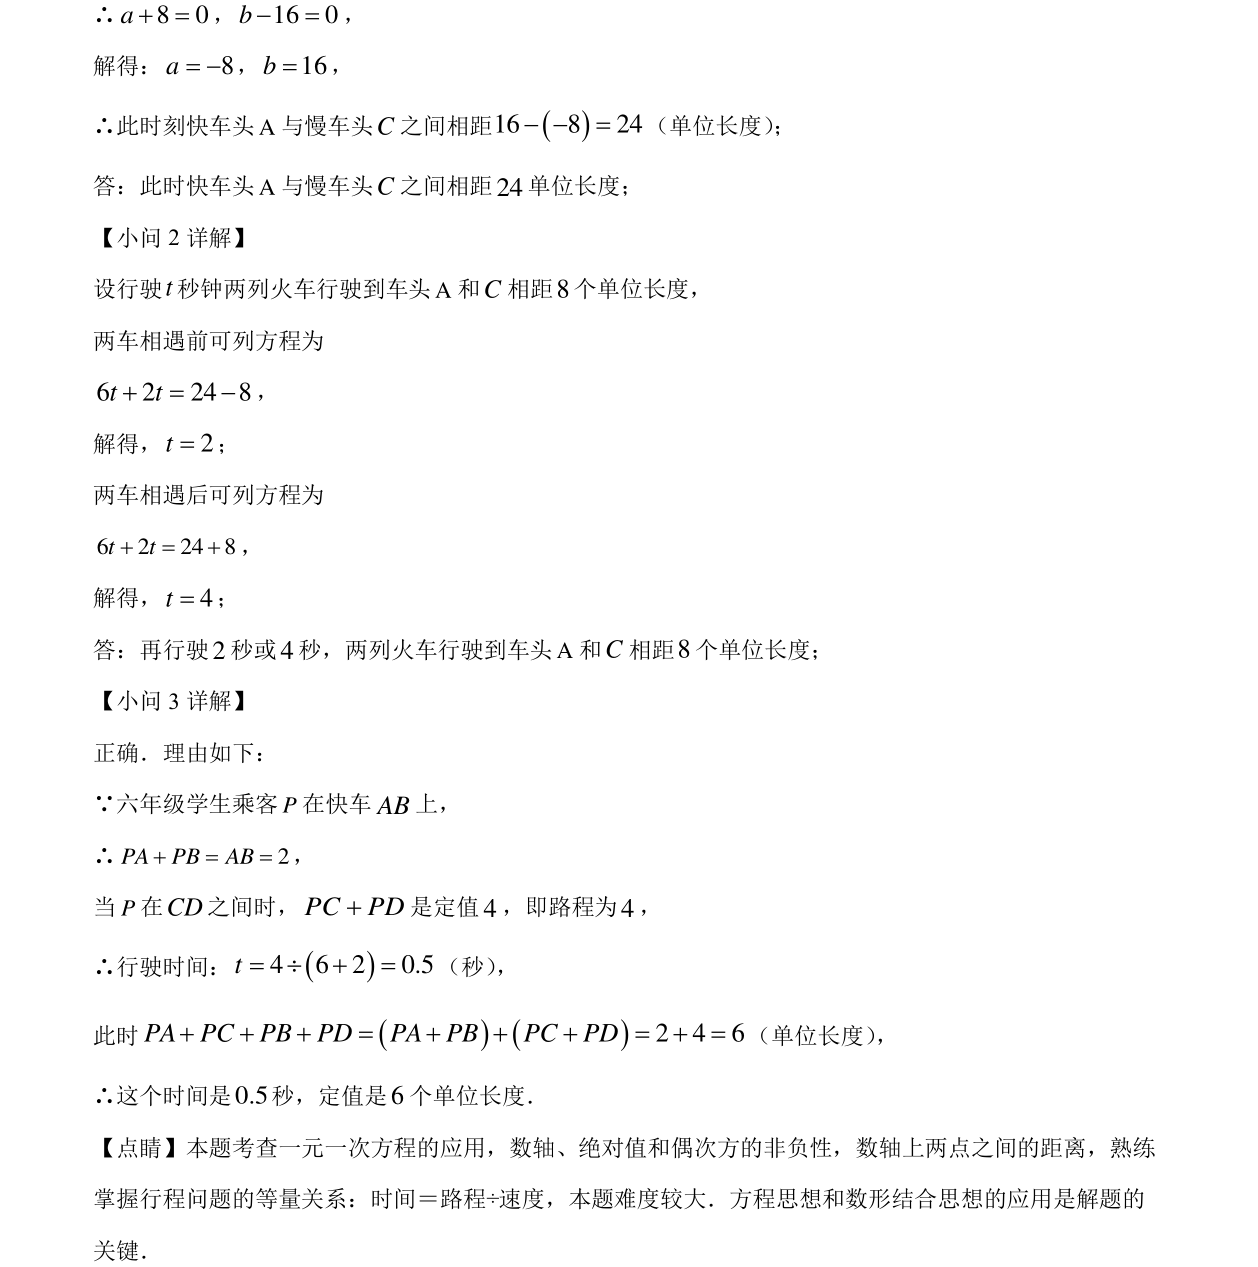 ∴a+8=0，b−16=0，
解得：a=−8，b=16，
∴此时刻快车头A与慢车头C之间相距16−(−8)=24（单位长度）；
答：此时快车头A与慢车头C之间相距24单位长度；
【小问2详解】
设行驶t秒钟两列火车行驶到车头A和C相距8个单位长度，
两车相遇前可列方程为
6t+2t=24−8，
解得，t=2；
两车相遇后可列方程为
6t+2t=24+8，
解得，t=4；
答：再行驶2秒或4秒，两列火车行驶到车头A和C相距8个单位长度；
【小问3详解】
正确．理由如下：
∵六年级学生乘客P在快车AB上，
∴PA+PB=AB=2，
当P在CD之间时，PC+PD是定值4，即路程为4，
∴行驶时间：t=4÷(6+2)=0.5（秒），
此时PA+PC+PB+PD=(PA+PB)+(PC+PD)=2+4=6（单位长度），
∴这个时间是0.5秒，定值是6个单位长度．
【点睛】本题考查一元一次方程的应用，数轴、绝对值和偶次方的非负性，数轴上两点之间的距离，熟练
掌握行程问题的等量关系：时间＝路程÷速度，本题难度较大．方程思想和数形结合思想的应用是解题的
关键．